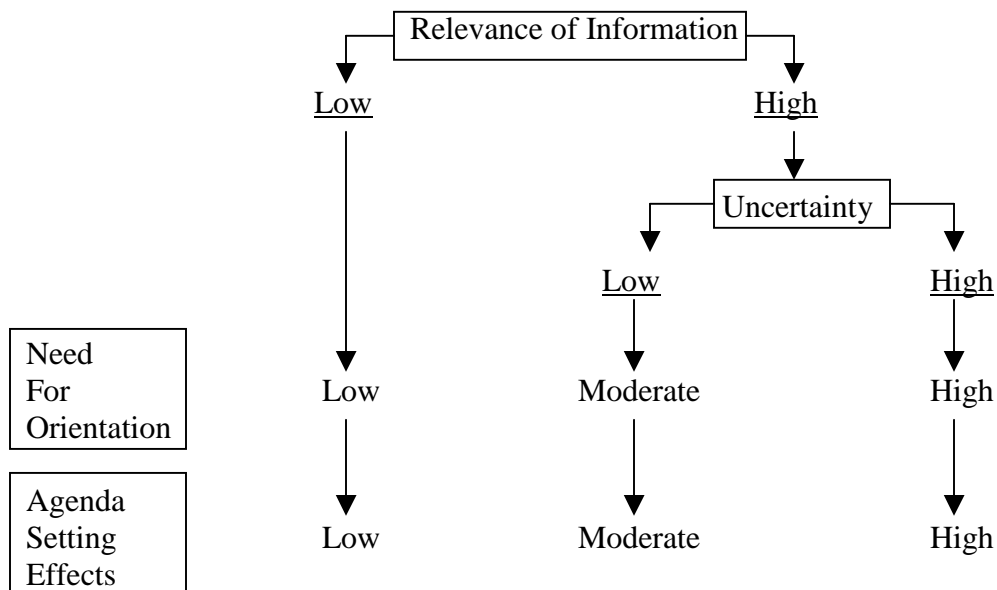 Relevance of Information
Low
High
Uncertainty
Low
High
Need
For
Orientation
Low
Moderate
High
Agenda
Setting
Effects
Low
Moderate
High